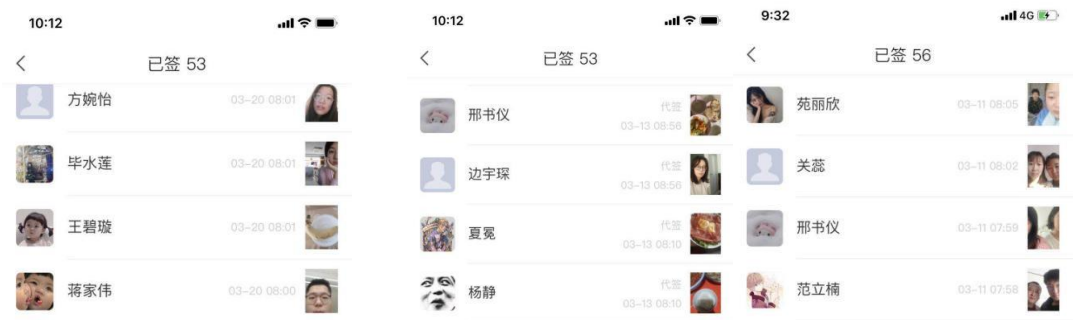 10:12
已签 53
方婉怡
03-20 08:01
毕水莲
03-20 08:01
王碧璇
03-20 08:01
蒋家伟
03-20 08:00
10:12
已签 53
邢书仪
代签
03-13 08:56
边宇琛
代签
03-13 08:56
夏冕
代签
03-13 08:10
杨静
代签
03-13 08:10
9:32
4G
已签 56
苑丽欣
03-11 08:05
关蕊
03-11 08:02
邢书仪
03-11 07:59
范立楠
03-11 07:58